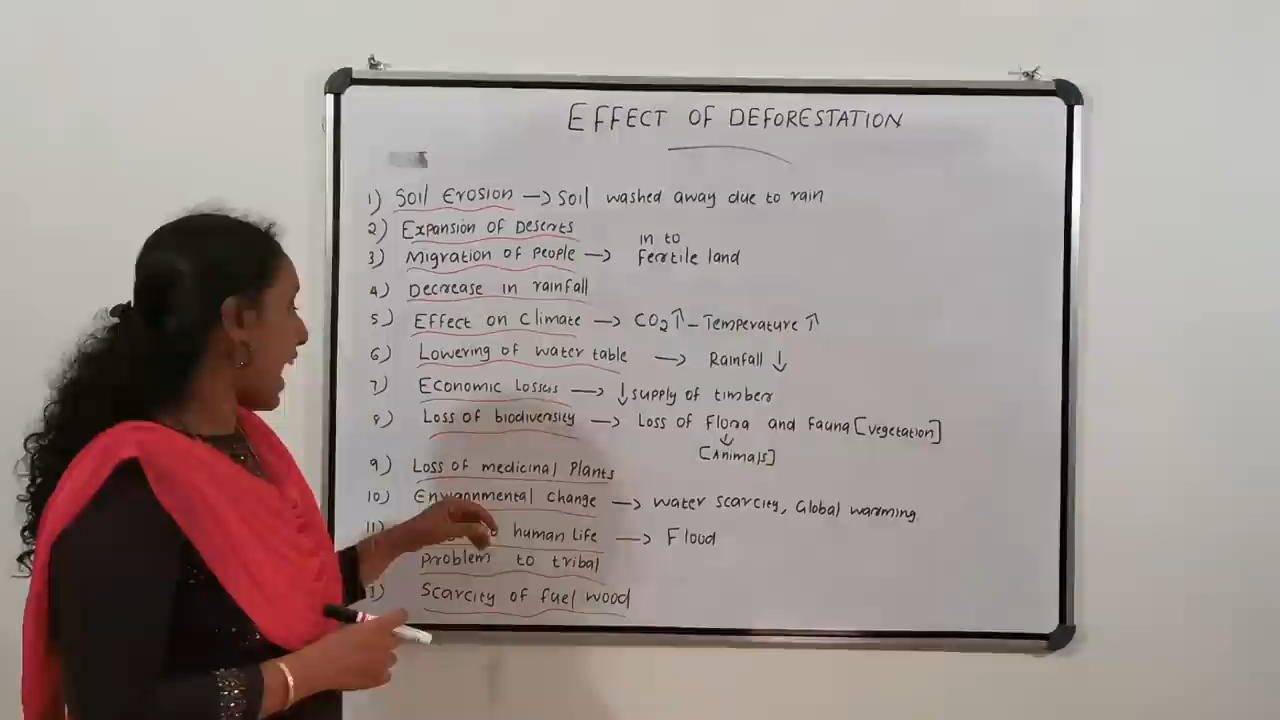 EFFECT OF DEFORESTATION
1) Soil Erosion → Soil washed away due to rain
2) Expansion of Deserts
3) Migration of People → in to fertile land
4) Decrease in rainfall
5) Effect on Climate → CO2↑ - Temperature ↑
6) Lowering of water table → Rainfall ↓
7) Economic Losses → ↓ supply of timber
8) Loss of biodiversity → Loss of Flora and fauna [vegetation]
↓
[Animals]
9) Loss of medicinal Plants
10) Environmental change → water scarcity, Global warming
11) human Life → Flood
Problem to tribal
Scarcity of fuel wood